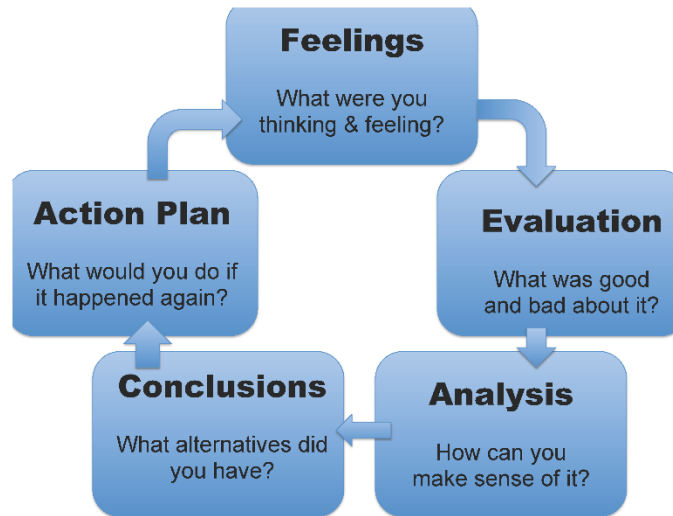 Feelings
What were you
thinking & feeling?
Evaluation
What was good
and bad about it?
Analysis
How can you
make sense of it?
Conclusions
What alternatives did
you have?
Action Plan
What would you do if
it happened again?